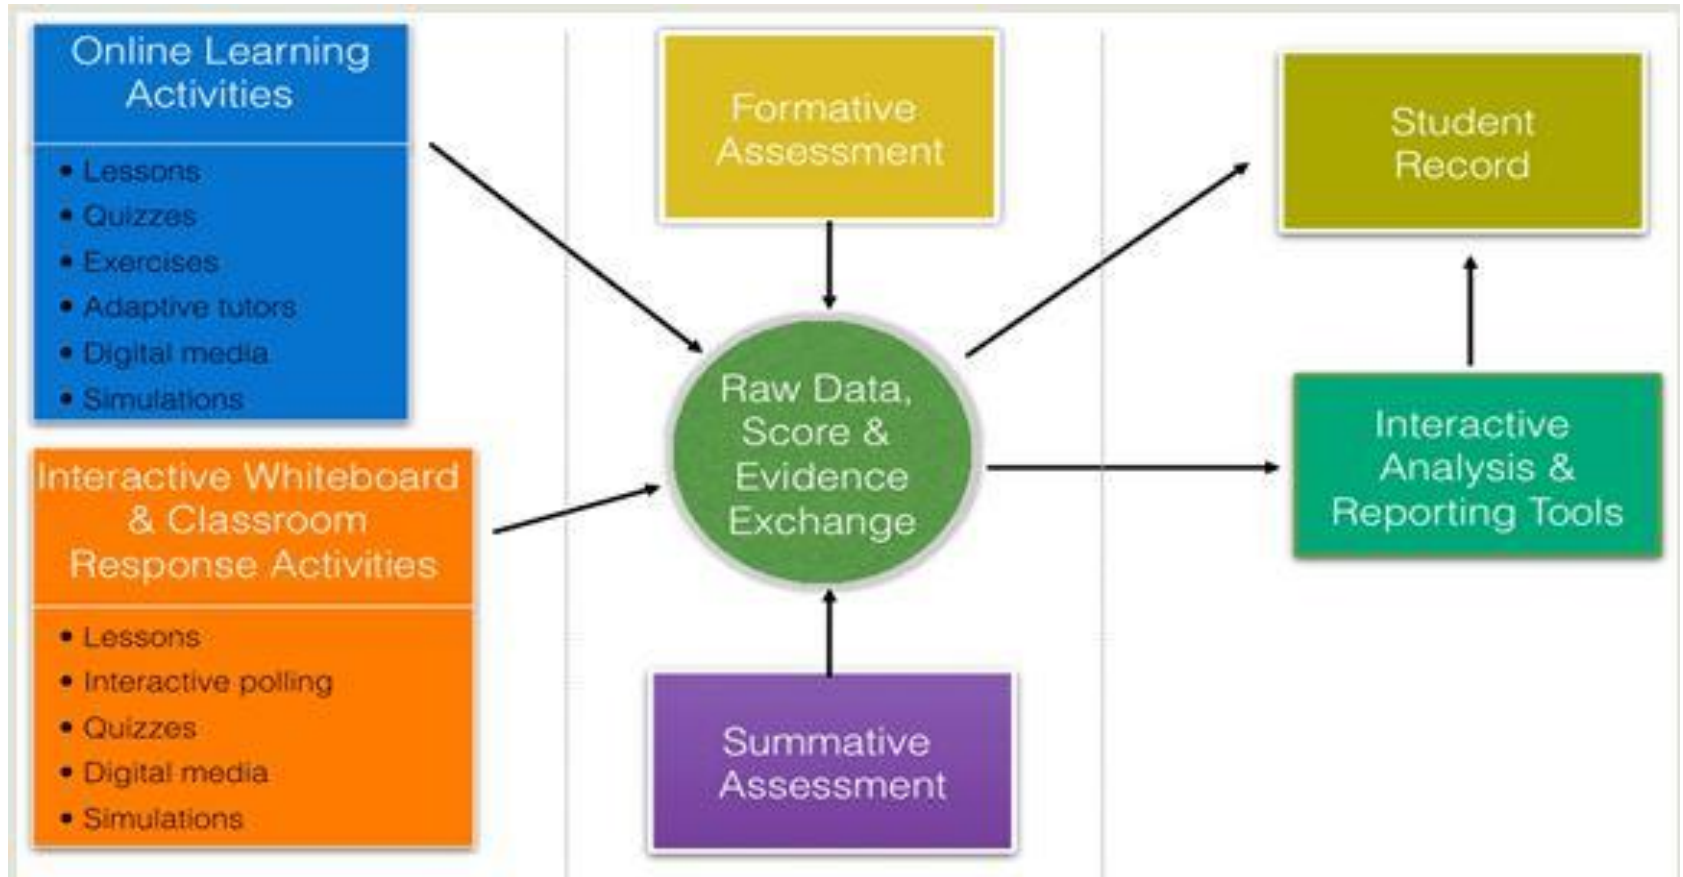 Online Learning
Activities
• Lessons
• Quizzes
• Exercises
• Adaptive tutors
• Digital media
• Simulations
Interactive Whiteboard
& Classroom
Response Activities
• Lessons
• Interactive polling
• Quizzes
• Digital media
• Simulations
Formative
Assessment
Raw Data,
Score &
Evidence
Exchange
Summative
Assessment
Student
Record
Interactive
Analysis &
Reporting Tools